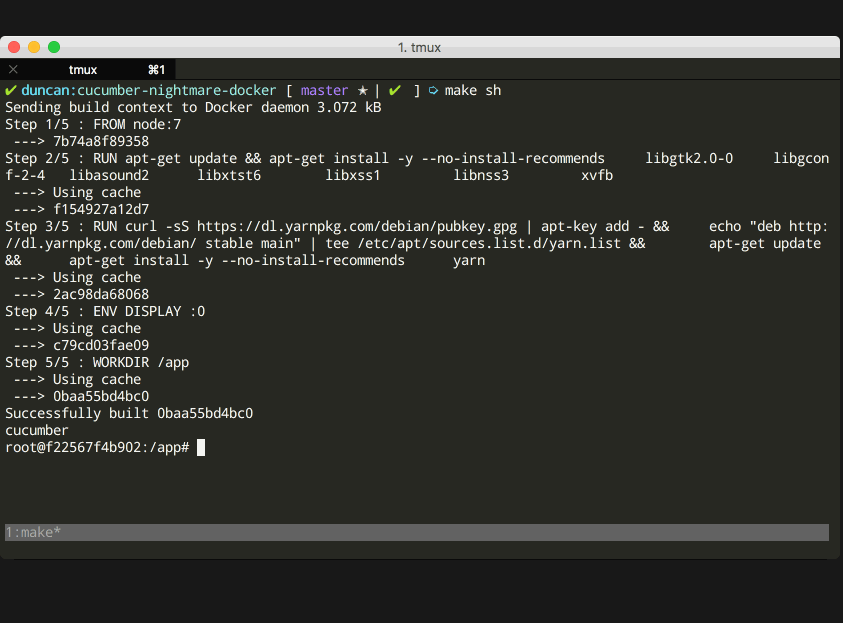 1. tmux
× tmux ⌘1
✔ duncan:cucumber-nightmare-docker [ master ★ | ✔ ] ➪ make sh
Sending build context to Docker daemon 3.072 kB
Step 1/5 : FROM node:7
 ---> 7b74a8f89358
Step 2/5 : RUN apt-get update && apt-get install -y --no-install-recommends     libgtk2.0-0     libgcon
f-2-4   libasound2      libxtst6        libxss1         libnss3         xvfb
 ---> Using cache
 ---> f154927a12d7
Step 3/5 : RUN curl -sS https://dl.yarnpkg.com/debian/pubkey.gpg | apt-key add - &&     echo "deb http:
//dl.yarnpkg.com/debian/ stable main" | tee /etc/apt/sources.list.d/yarn.list &&        apt-get update
&&      apt-get install -y --no-install-recommends      yarn
 ---> Using cache
 ---> 2ac98da68068
Step 4/5 : ENV DISPLAY :0
 ---> Using cache
 ---> c79cd03fae09
Step 5/5 : WORKDIR /app
 ---> Using cache
 ---> 0baa55bd4bc0
Successfully built 0baa55bd4bc0
cucumber
root@f22567f4b902:/app#
1:make*